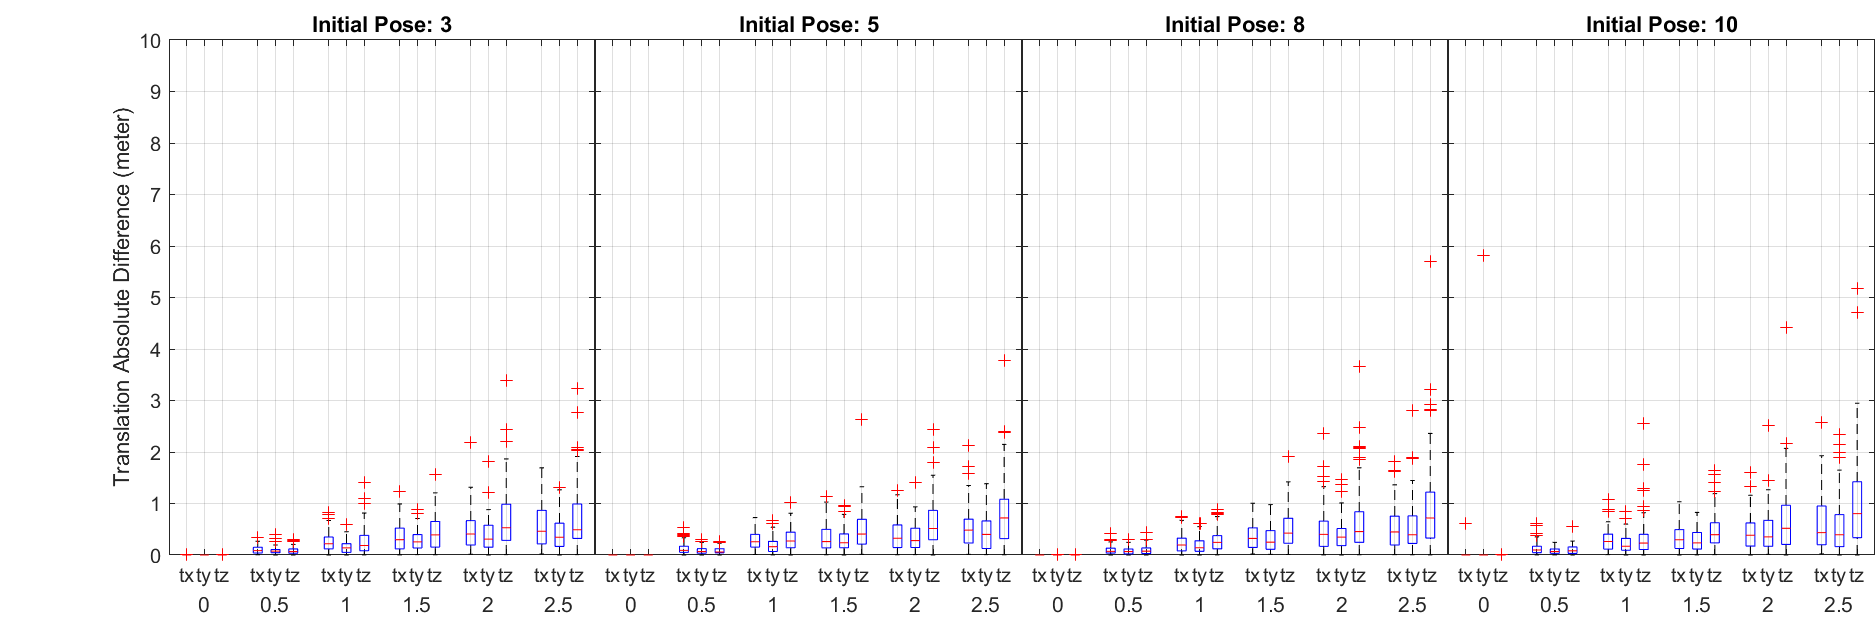 Initial Pose: 3
Initial Pose: 5
Initial Pose: 8
Initial Pose: 10
Translation Absolute Difference (meter)
10
9
8
7
6
5
4
3
2
1
0
tx ty tz tx ty tz tx ty tz tx ty tz tx ty tz tx ty tz
0 0.5 1 1.5 2 2.5
tx ty tz tx ty tz tx ty tz tx ty tz tx ty tz tx ty tz
0 0.5 1 1.5 2 2.5
tx ty tz tx ty tz tx ty tz tx ty tz tx ty tz tx ty tz
0 0.5 1 1.5 2 2.5
tx ty tz tx ty tz tx ty tz tx ty tz tx ty tz tx ty tz
0 0.5 1 1.5 2 2.5